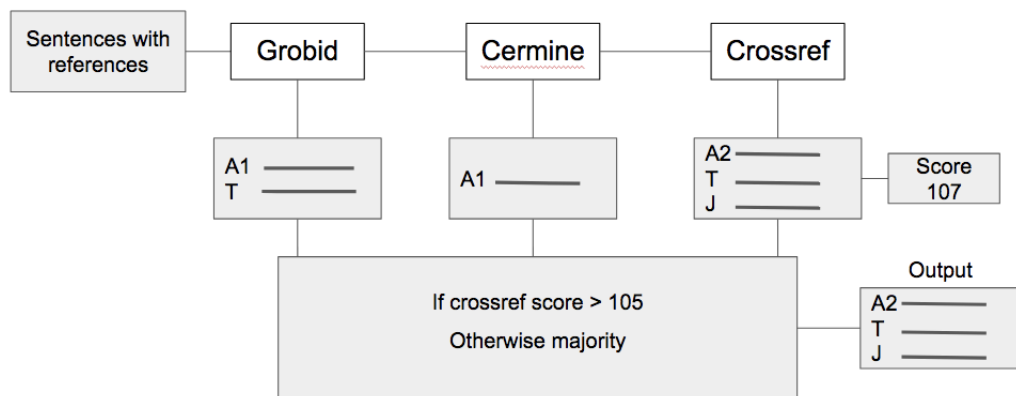 Sentences with
references
Grobid
Cermine
Crossref
A1
T
A1
A2
T
J
Score
107
If crossref score > 105
Otherwise majority
Output
A2
T
J